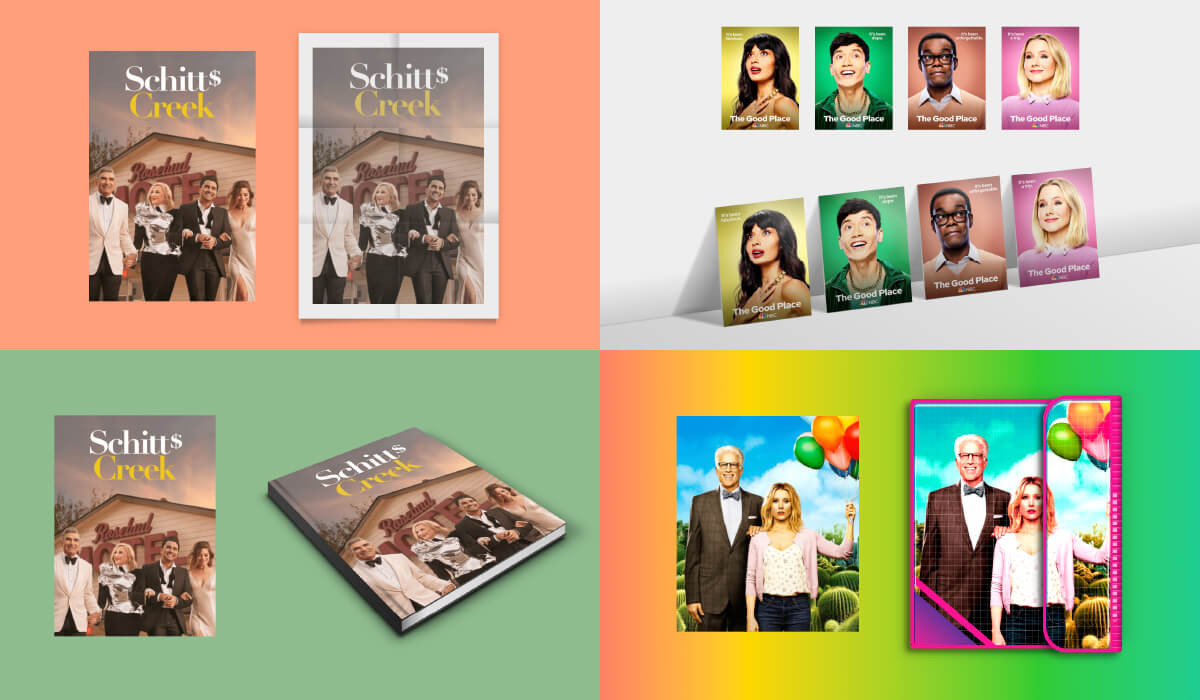 Schitt$
Creek
Rosebud
MOTEL
Schitt$
Creek
Rosebud
MOTEL
It's been
fabulous.
The Good Place
NBC
It's been
dope.
The Good Place
NBC
It's been
unforgettable.
The Good Place
NBC
It's been
a trip.
The Good Place
NBC
It's been
fabulous.
The Good Place
NBC
It's been
dope.
The Good Place
NBC
It's been
unforgettable.
The Good Place
NBC
It's been
a trip.
The Good Place
NBC
Schitt$
Creek
Rosebud
MOTEL
Schitt$
Creek
Rosebud